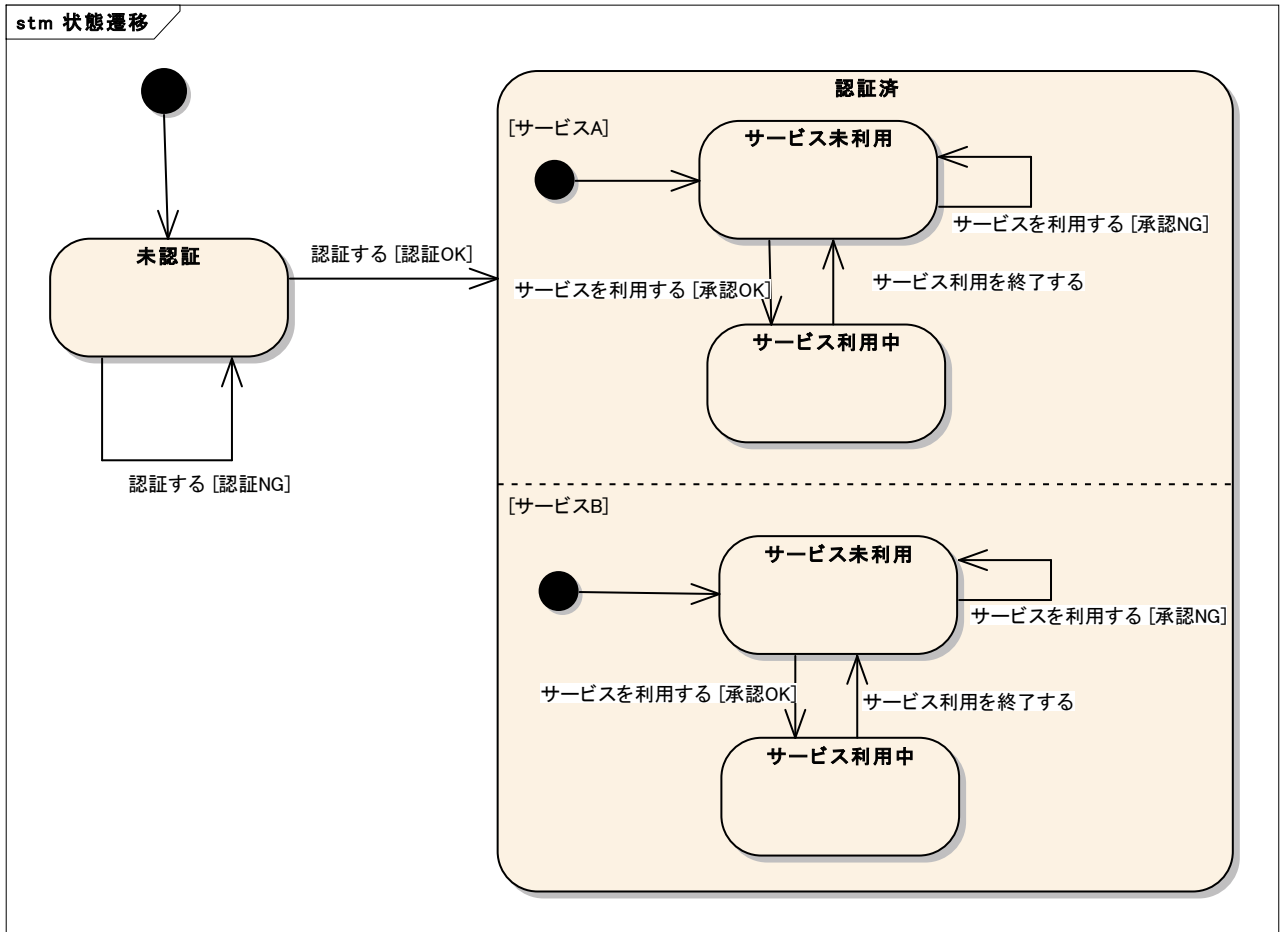 stm 状態遷移
認証済
[サービスA]
サービス未利用
サービスを利用する [承認NG]
未認証
認証する [認証OK]
サービスを利用する [承認OK]
サービス利用を終了する
サービス利用中
認証する [認証NG]
[サービスB]
サービス未利用
サービスを利用する [承認NG]
サービスを利用する [承認OK]
サービス利用を終了する
サービス利用中